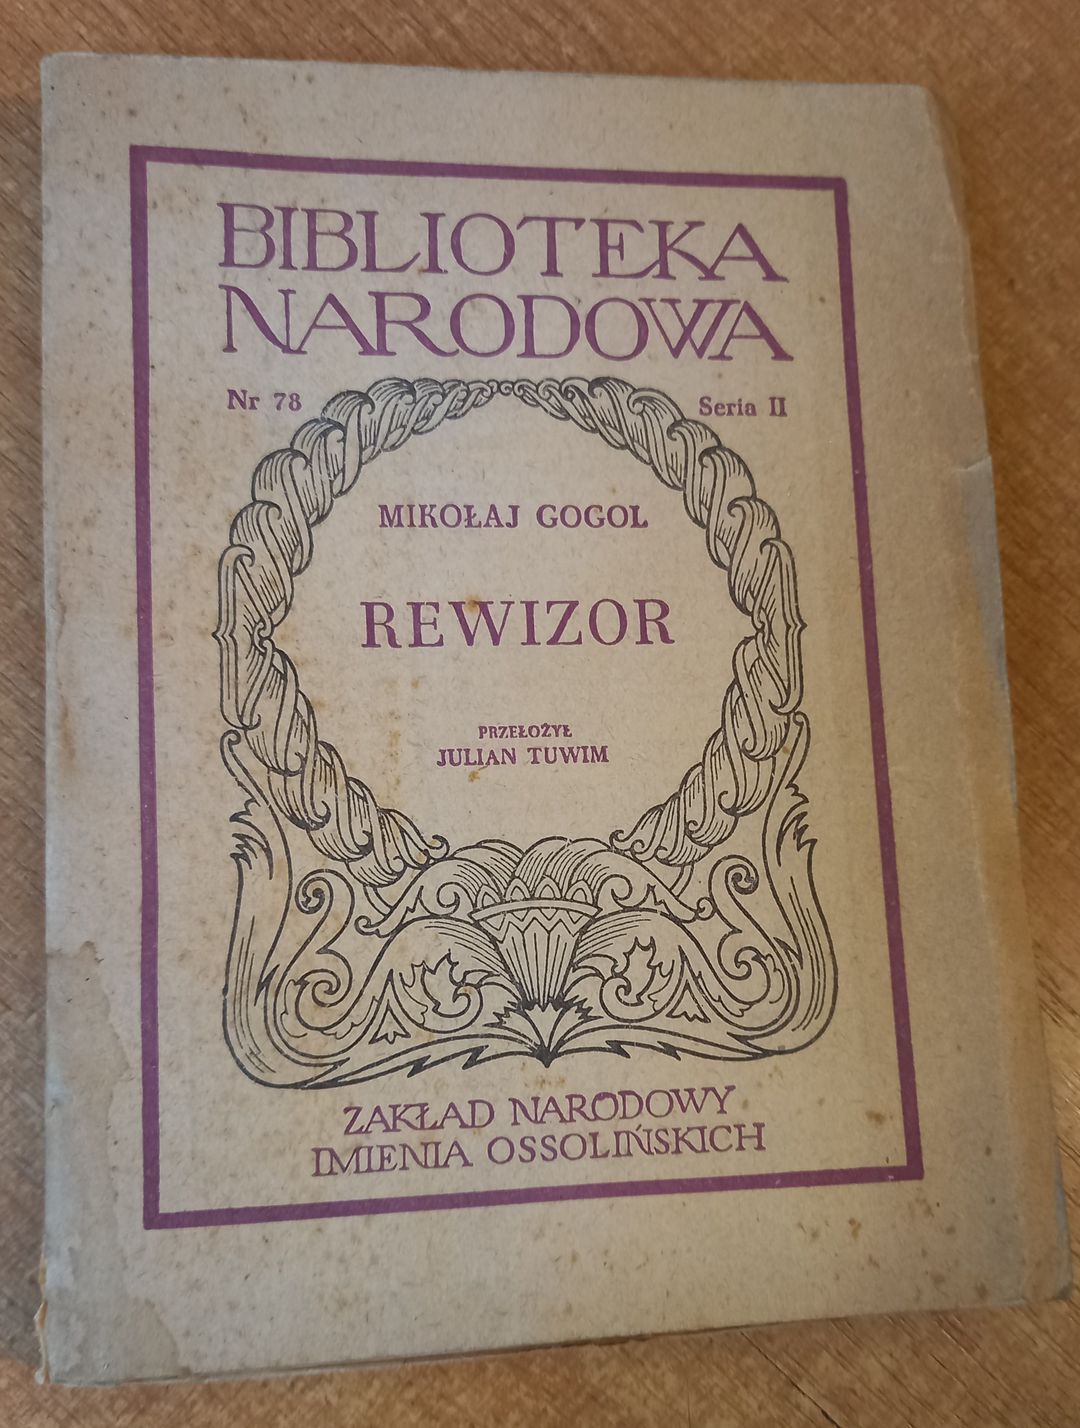 BIBLIOTEKA
NARODOWA
Nr 78
Seria II
MIKOŁAJ GOGOL
REWIZOR
PRZEŁOŻYŁ
JULIAN TUWIM
ZAKŁAD NARODOWY
IMIENIA OSSOLIŃSKICH